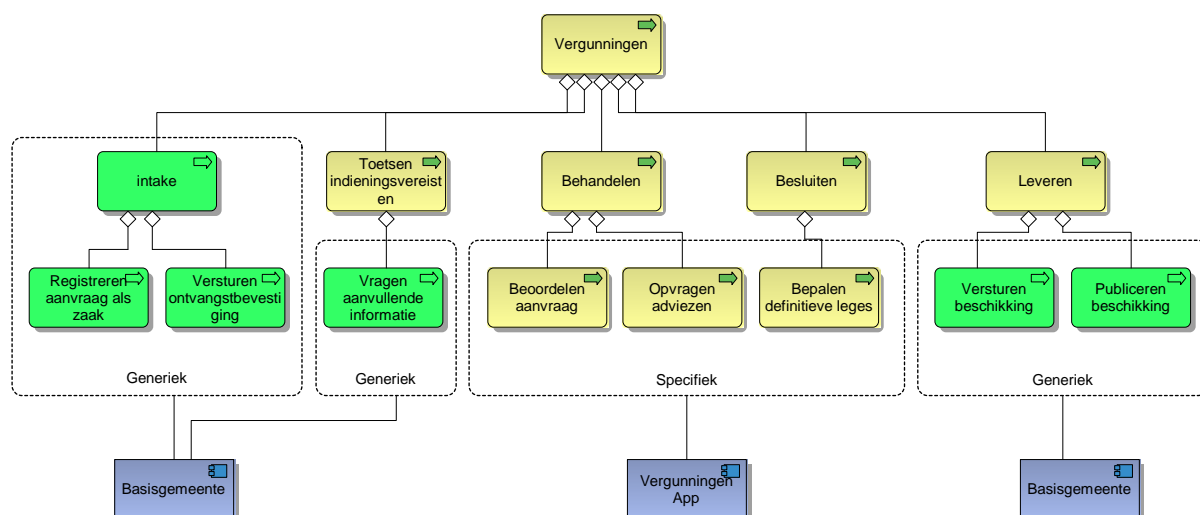 Vergunningen
intake
Toetsen
indieningsvereist
en
Behandelen
Besluiten
Leveren
Registreren
aanvraag als
zaak
Versturen
ontvangstbevesti
ging
Vragen
aanvullende
informatie
Beoordelen
aanvraag
Opvragen
adviezen
Bepalen
definitieve leges
Versturen
beschikking
Publiceren
beschikking
Generiek
Generiek
Specifiek
Generiek
Basisgemeente
Vergunningen
App
Basisgemeente